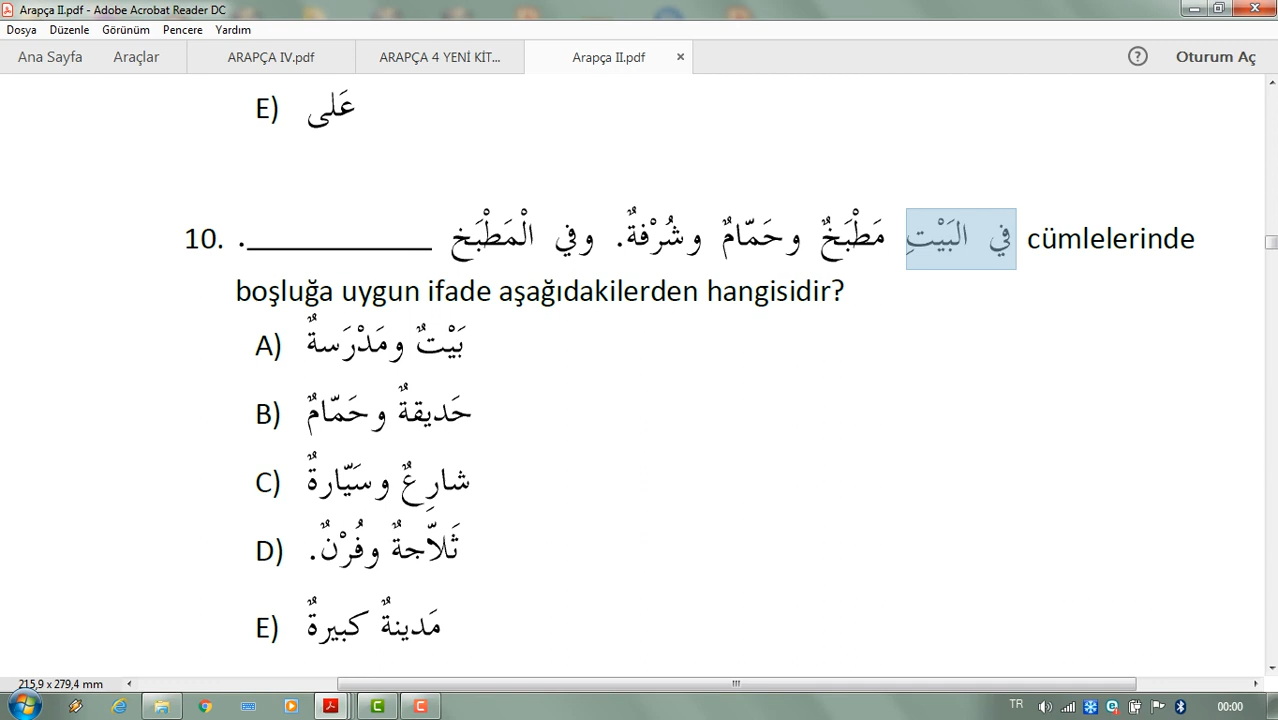 Arapça II.pdf - Adobe Acrobat Reader DC
Dosya Düzenle Görünüm Pencere Yardım
Ana Sayfa Araçlar ARAPÇA IV.pdf ARAPÇA 4 YENİ KİT... Arapça II.pdf × ? Oturum Aç
E) عَلى
10. في البَيْتِ مَطْبَخٌ وحَمّامٌ وشُرْفةٌ. وفي الْمَطْبَخ ____________. cümlelerinde
boşluğa uygun ifade aşağıdakilerden hangisidir?
A) بَيْتٌ ومَدْرَسةٌ
B) حَديقةٌ وحَمّامٌ
C) شارِعٌ وسَيّارةٌ
D) ثَلاّجةٌ وفُرْنٌ.
E) مَدينةٌ كبيرةٌ
215,9 x 279,4 mm
TR 00:00